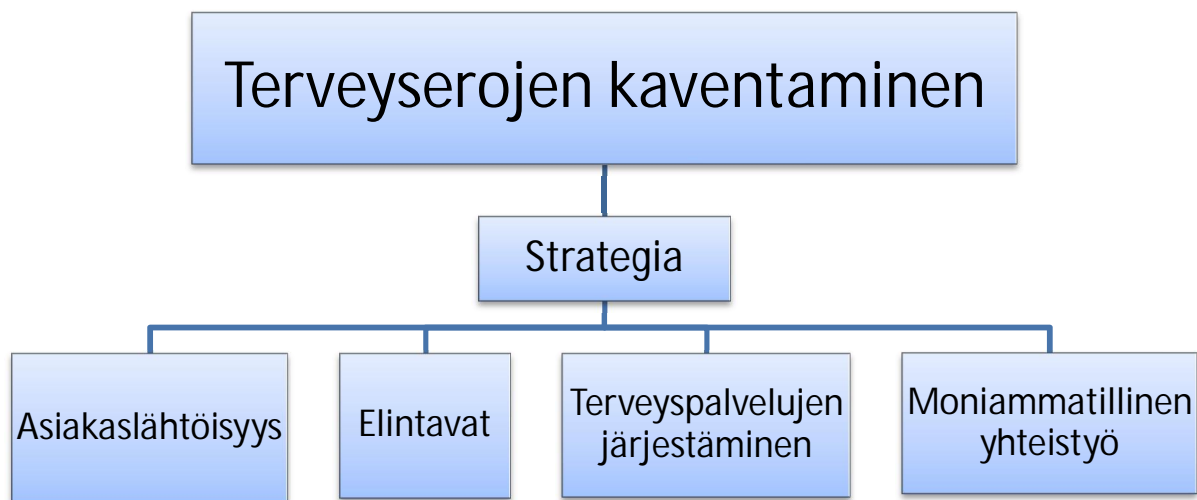 Terveyserojen kaventaminen
Strategia
Asiakaslähtöisyys
Elintavat
Terveyspalvelujen
järjestäminen
Moniammatillinen
yhteistyö